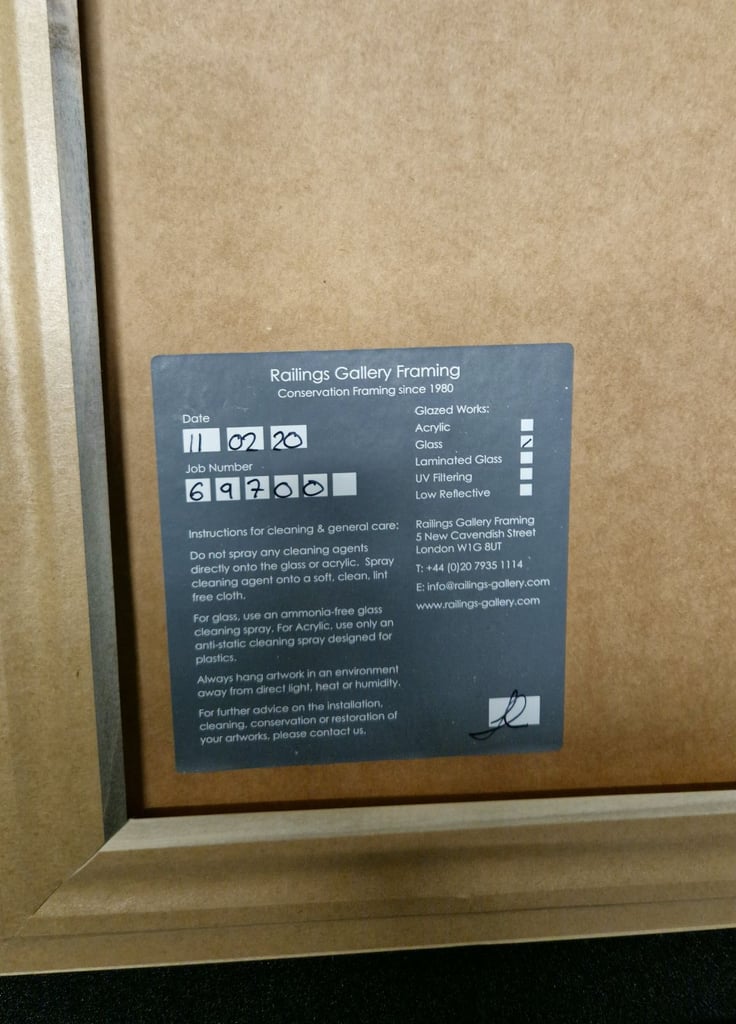 Railings Gallery Framing
Conservation Framing since 1980
Date
11 02 20
Job Number
6 9 7 0 0
Instructions for cleaning & general care:
Do not spray any cleaning agents
directly onto the glass or acrylic. Spray
cleaning agent onto a soft, clean, lint
free cloth.
For glass, use an ammonia-free glass
cleaning spray. For Acrylic, use only an
anti-static cleaning spray designed for
plastics.
Always hang artwork in an environment
away from direct light, heat or humidity.
For further advice on the installation,
cleaning, conservation or restoration of
your artworks, please contact us.
Glazed Works:
Acrylic
Glass
Laminated Glass
UV Filtering
Low Reflective
Railings Gallery Framing
5 New Cavendish Street
London W1G 8UT
T: +44 (0)20 7935 1114
E: info@railings-gallery.com
www.railings-gallery.com